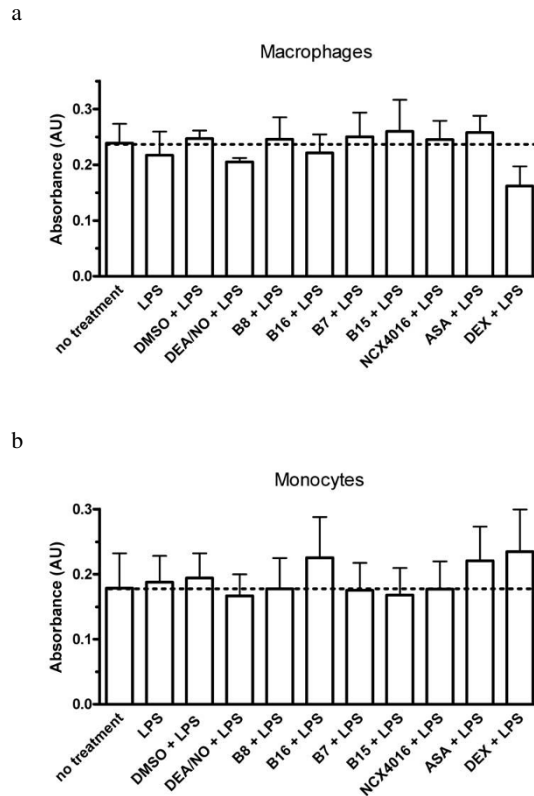 a
Macrophages
Absorbance (AU)
0.3
0.2
0.1
0.0
no treatment
LPS
DMSO + LPS
DEA/NO + LPS
B8 + LPS
B16 + LPS
B7 + LPS
B15 + LPS
NCX4016 + LPS
ASA + LPS
DEX + LPS
b
Monocytes
Absorbance (AU)
0.3
0.2
0.1
0.0
no treatment
LPS
DMSO + LPS
DEA/NO + LPS
B8 + LPS
B16 + LPS
B7 + LPS
B15 + LPS
NCX4016 + LPS
ASA + LPS
DEX + LPS